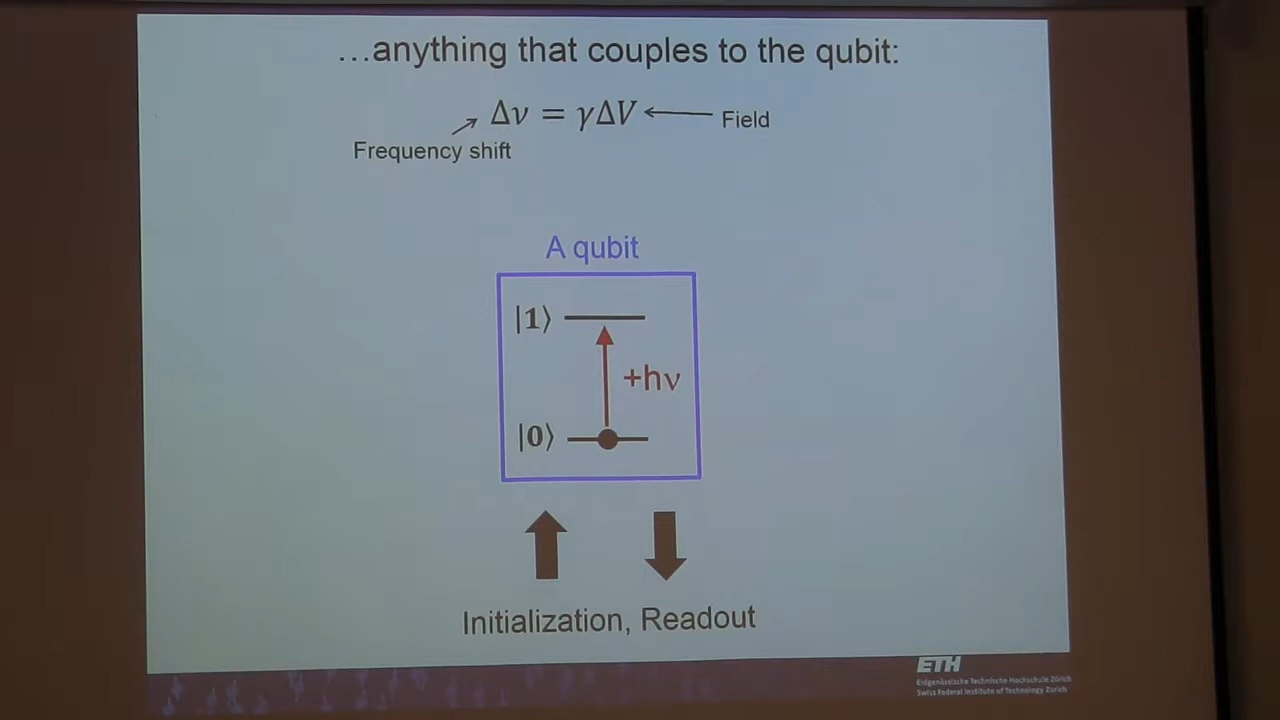 …anything that couples to the qubit:
Δν = γΔV
Field
Frequency shift
A qubit
|1⟩
+hν
|0⟩
Initialization, Readout
ETH
Eidgenössische Technische Hochschule Zürich
Swiss Federal Institute of Technology Zurich